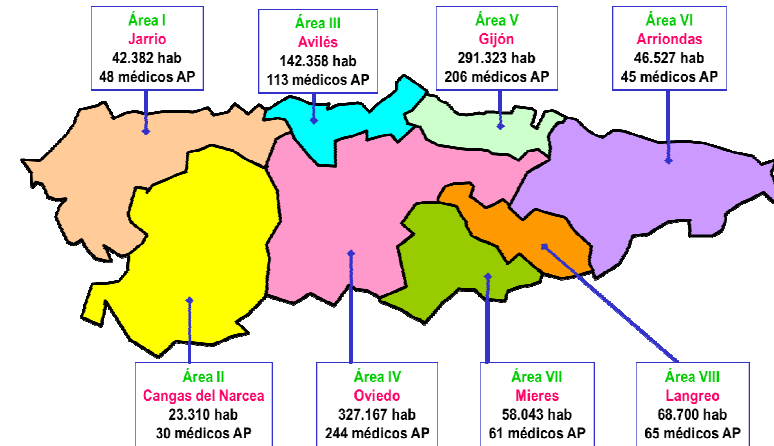 Área I
Jarrio
42.382 hab
48 médicos AP
Área III
Avilés
142.358 hab
113 médicos AP
Área V
Gijón
291.323 hab
206 médicos AP
Área VI
Arriondas
46.527 hab
45 médicos AP
Área II
Cangas del Narcea
23.310 hab
30 médicos AP
Área IV
Oviedo
327.167 hab
244 médicos AP
Área VII
Mieres
58.043 hab
61 médicos AP
Área VIII
Langreo
68.700 hab
65 médicos AP